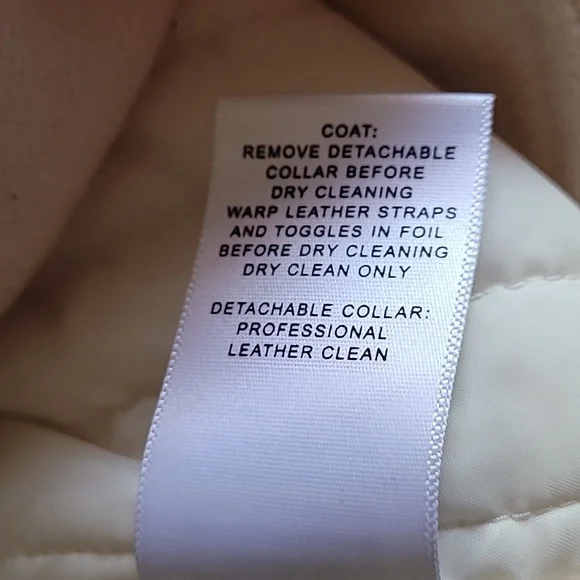 COAT:
REMOVE DETACHABLE
COLLAR BEFORE
DRY CLEANING
WARP LEATHER STRAPS
AND TOGGLES IN FOIL
BEFORE DRY CLEANING
DRY CLEAN ONLY
DETACHABLE COLLAR:
PROFESSIONAL
LEATHER CLEAN